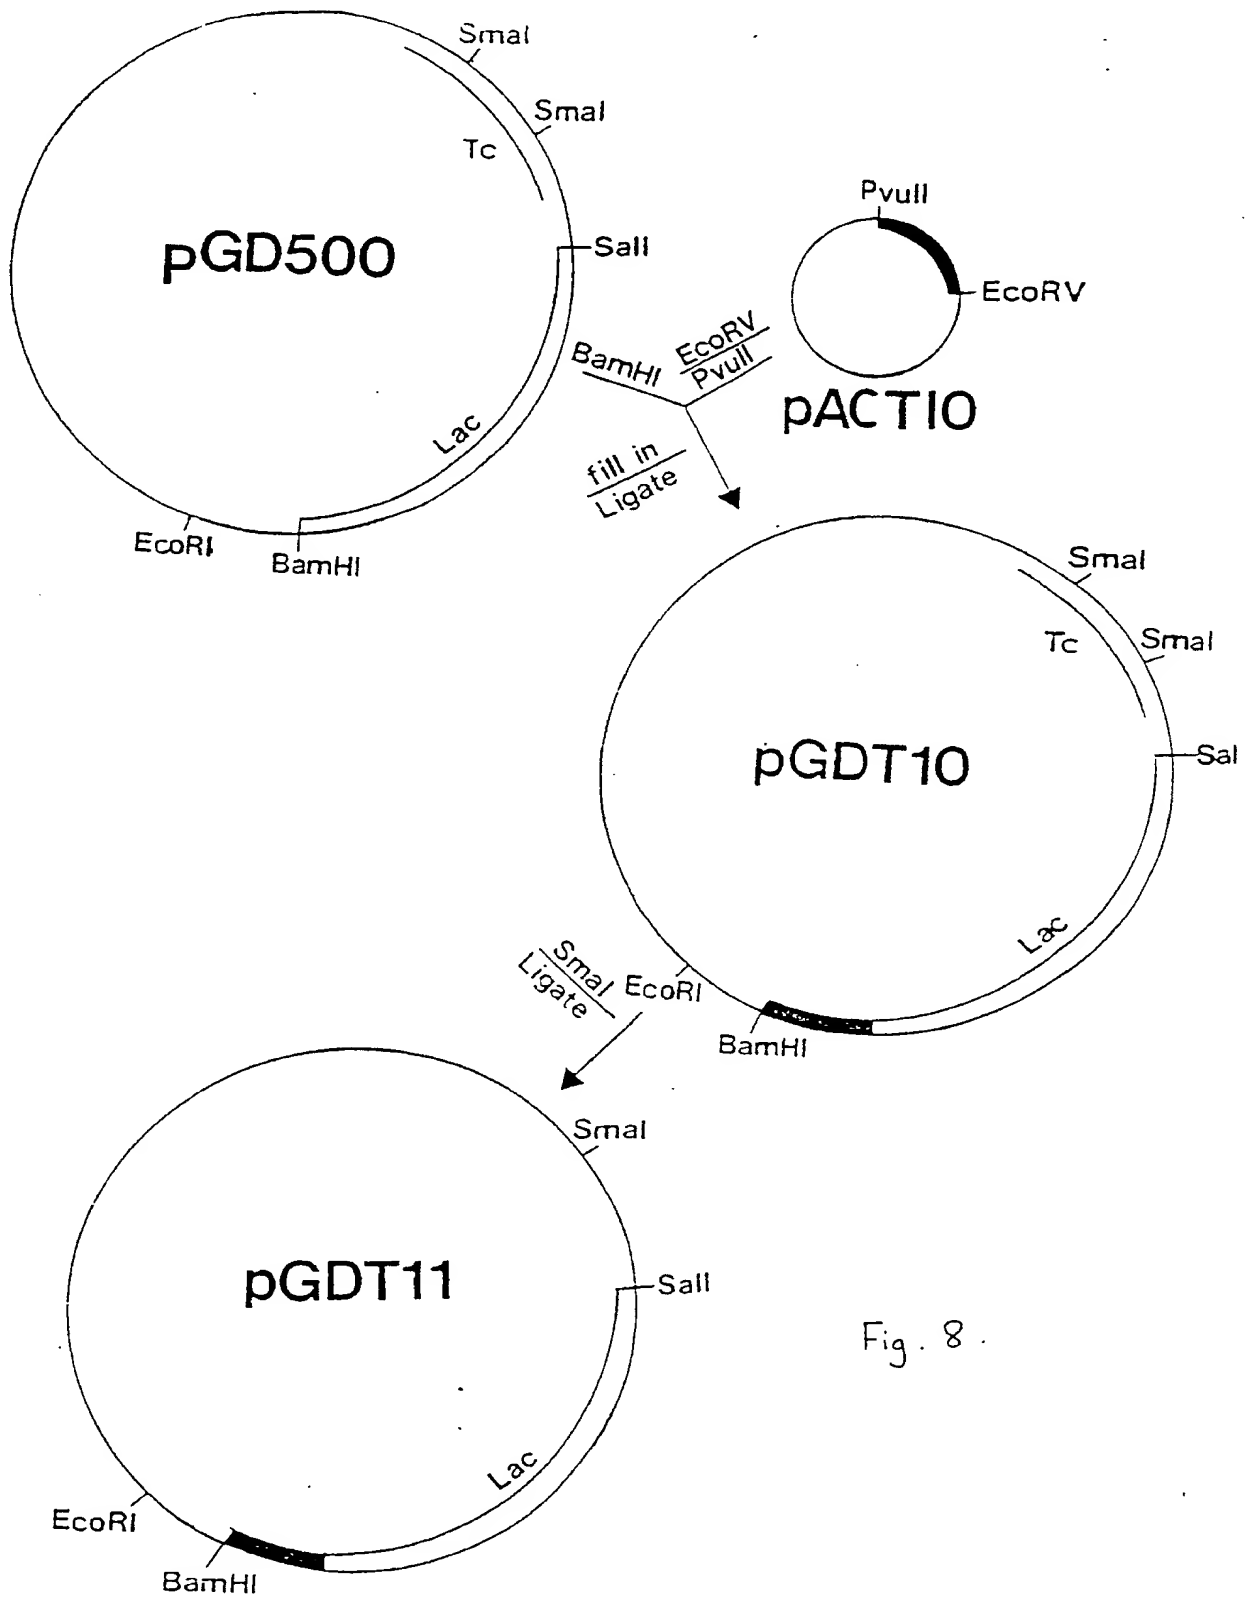 SmaI
SmaI
Tc
pGD500
SalI
Lac
EcoRI
BamHI
PvuII
EcoRV
pACT10
BamHI
EcoRV
PvuII
fill in
Ligate
SmaI
Tc
SmaI
pGDT10
Sal
Lac
EcoRI
BamHI
SmaI
Ligate
SmaI
pGDT11
SalI
Lac
EcoRI
BamHI
Fig. 8.